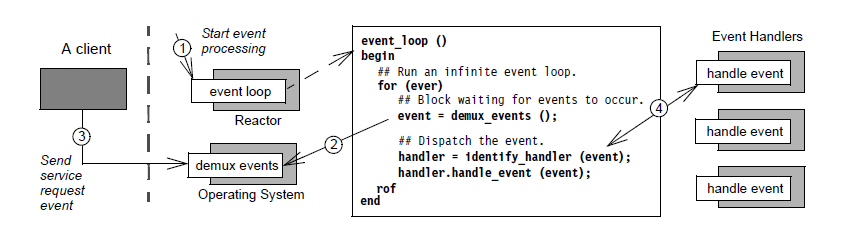 A client
3
Send
service
request
event
1
Start event
processing
event loop
Reactor
2
demux events
Operating System
event_loop ()
begin
## Run an infinite event loop.
for (ever)
## Block waiting for events to occur.
event = demux_events ();
## Dispatch the event.
handler = identify_handler (event);
handler.handle_event (event);
rof
end
4
Event Handlers
handle event
handle event
handle event